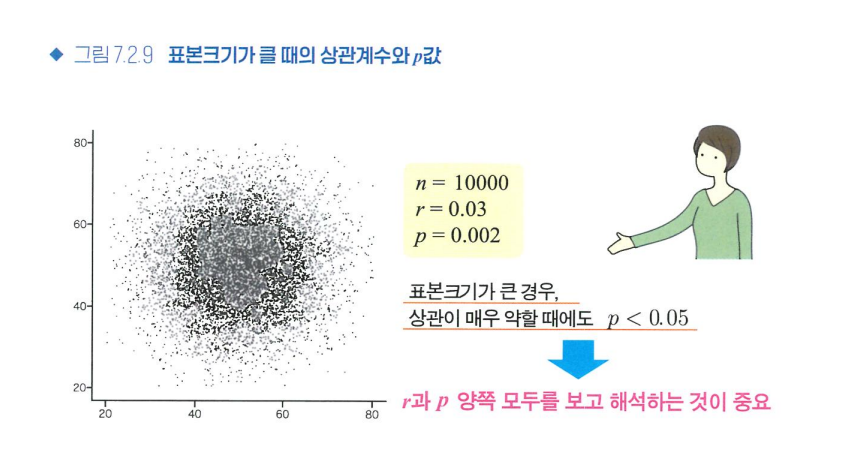 ◆ 그림 7.2.9 표본크기가 클 때의 상관계수와 p값
80
60
40
20
20 40 60 80
n = 10000
r = 0.03
p = 0.002
표본크기가 큰 경우,
상관이 매우 약할 때에도 p < 0.05
r과 p 양쪽 모두를 보고 해석하는 것이 중요